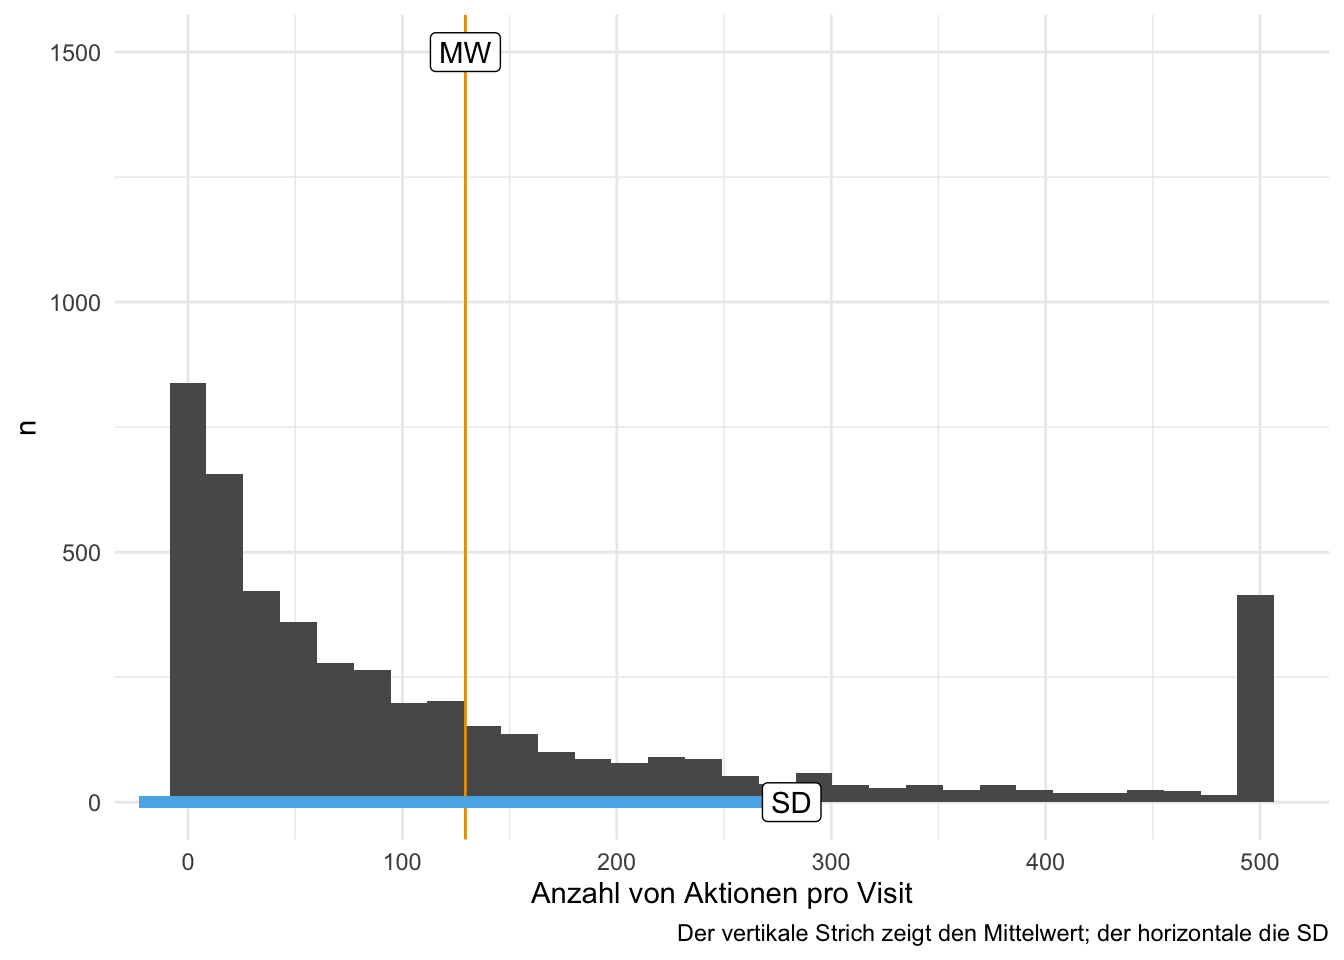 1500
MW
1000
n
500
0
SD
0 100 200 300 400 500
Anzahl von Aktionen pro Visit
Der vertikale Strich zeigt den Mittelwert; der horizontale die SD